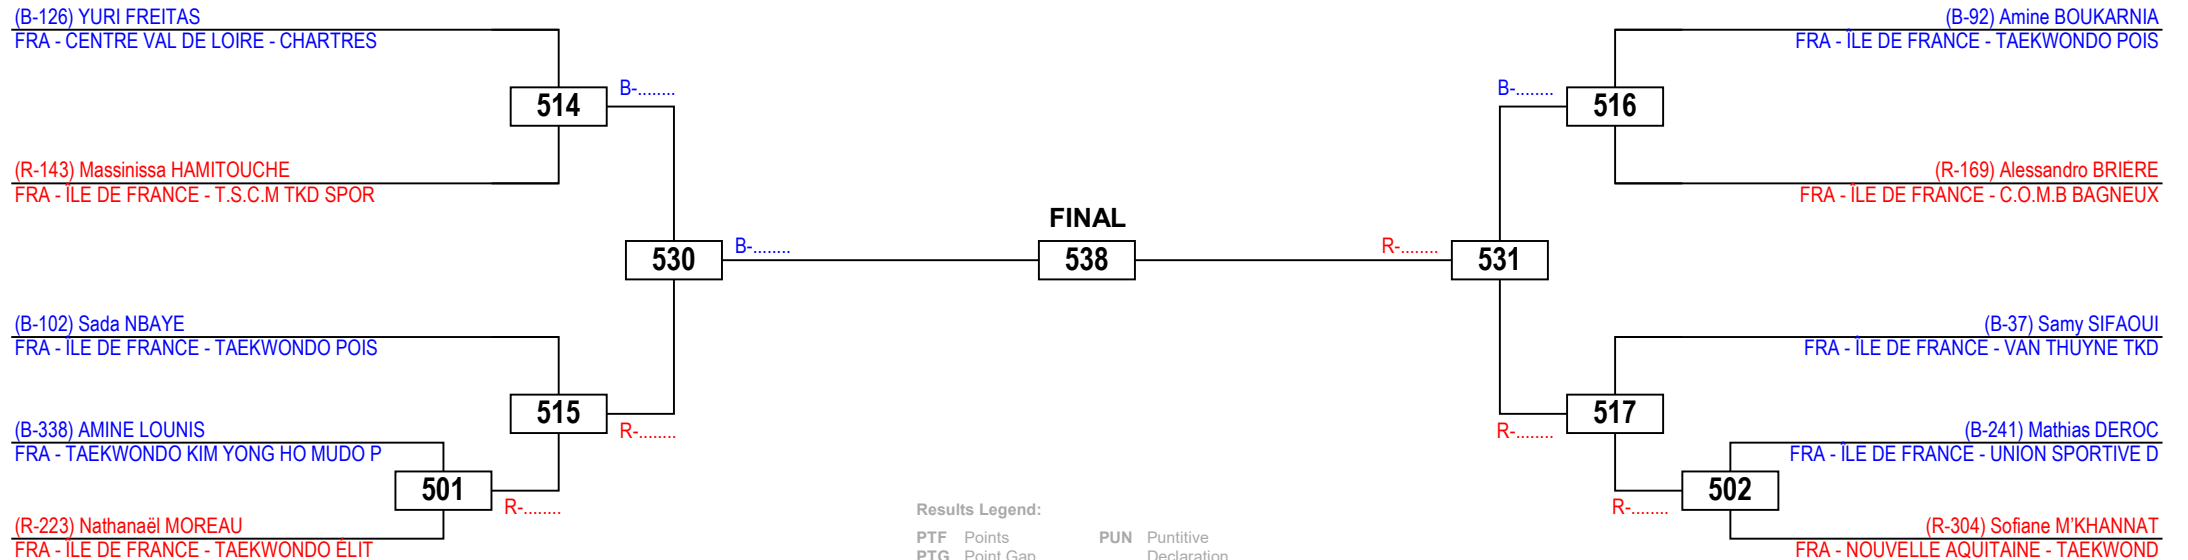 (B-126) YURI FREITAS
FRA - CENTRE VAL DE LOIRE - CHARTRES
514
B-........
(R-143) Massinissa HAMITOUCHE
FRA - ÎLE DE FRANCE - T.S.C.M TKD SPOR
530
B-........
(B-102) Sada NBAYE
FRA - ÎLE DE FRANCE - TAEKWONDO POIS
515
R-........
(B-338) AMINE LOUNIS
FRA - TAEKWONDO KIM YONG HO MUDO P
501
R-........
(R-223) Nathanaël MOREAU
FRA - ÎLE DE FRANCE - TAEKWONDO ÉLIT
FINAL
538
(B-92) Amine BOUKARNIA
FRA - ÎLE DE FRANCE - TAEKWONDO POIS
B-........
516
(R-169) Alessandro BRIÈRE
FRA - ÎLE DE FRANCE - C.O.M.B BAGNEUX
R-........
531
(B-37) Samy SIFAOUI
FRA - ÎLE DE FRANCE - VAN THUYNE TKD
R-........
517
(B-241) Mathias DEROC
FRA - ÎLE DE FRANCE - UNION SPORTIVE D
R-........
502
(R-304) Sofiane M'KHANNAT
FRA - NOUVELLE AQUITAINE - TAEKWOND
Results Legend:
PTF Points
PUN Puntitive
PTG Point Gap
Declaration